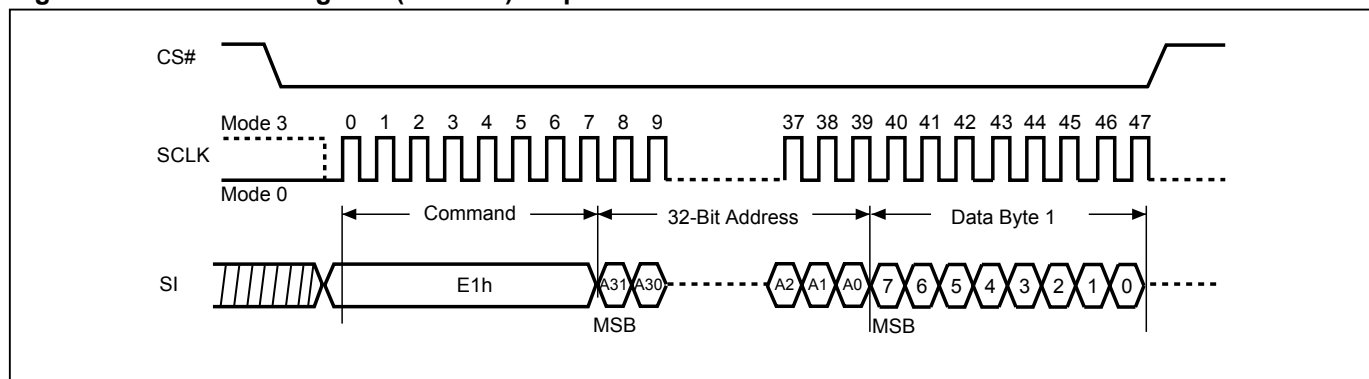 CS#
Mode 3 0 1 2 3 4 5 6 7 8 9 37 38 39 40 41 42 43 44 45 46 47
SCLK
Mode 0
Command 32-Bit Address Data Byte 1
SI E1h A31 A30 A2 A1 A0 7 6 5 4 3 2 1 0
MSB MSB